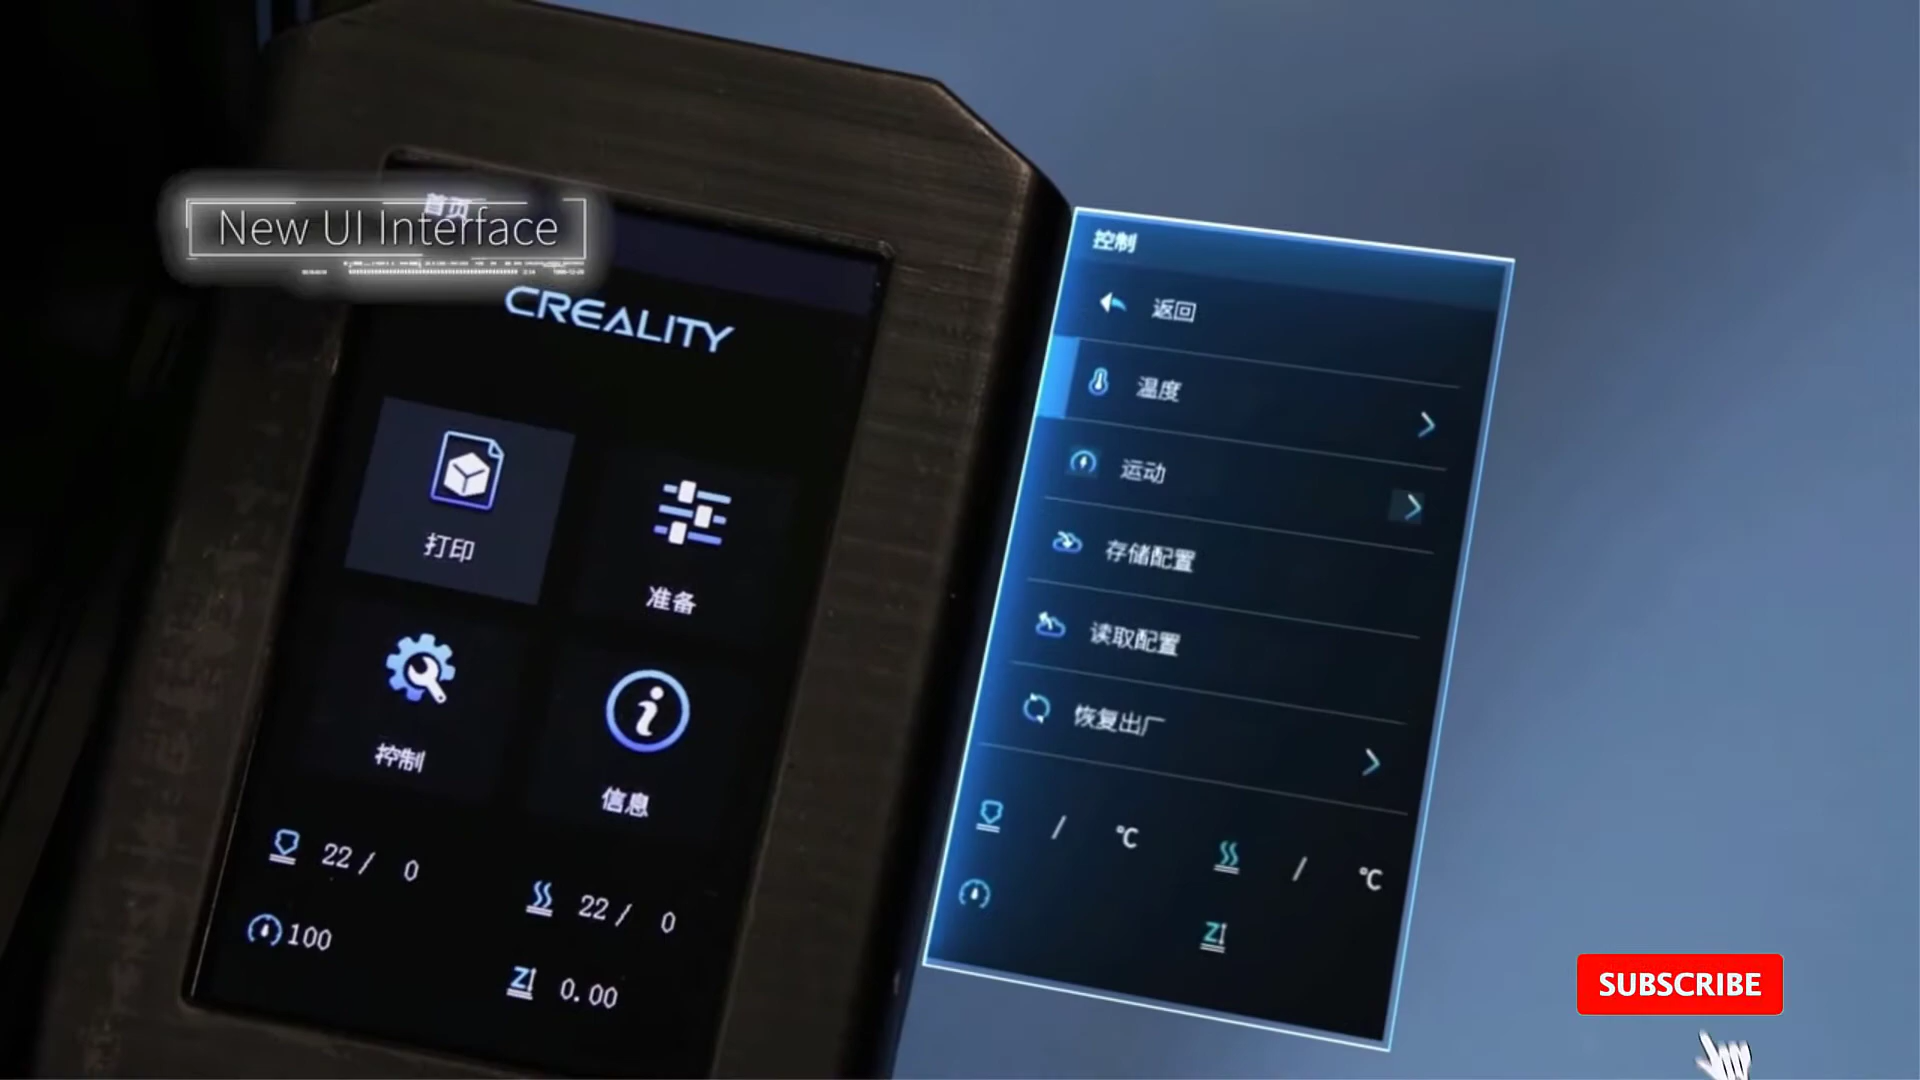 首页
New UI Interface
CREALITY
打印
准备
控制
信息
22 / 0
22 / 0
100
0.00
控制
返回
温度
运动
存储配置
读取配置
恢复出厂
/ °C
/ °C
Z
SUBSCRIBE